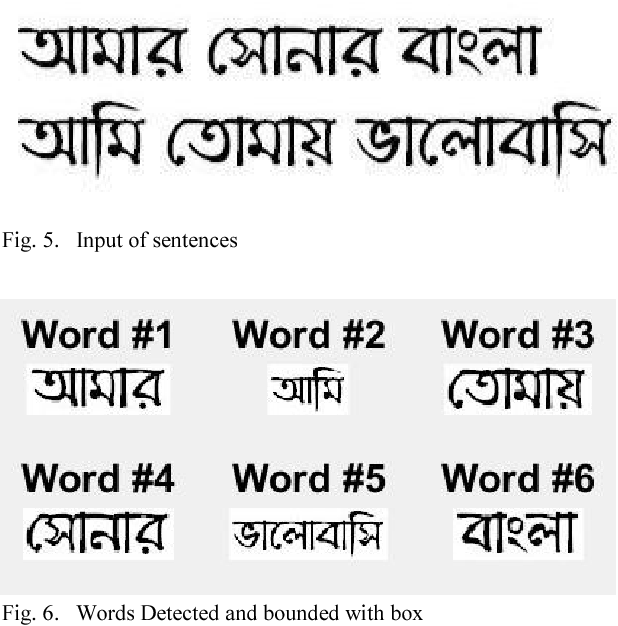 আমার সোনার বাংলা
আমি তোমায় ভালোবাসি
Fig. 5. Input of sentences
Word #1 Word #2 Word #3
আমার আমি তোমায়
Word #4 Word #5 Word #6
সোনার ভালোবাসি বাংলা
Fig. 6. Words Detected and bounded with box